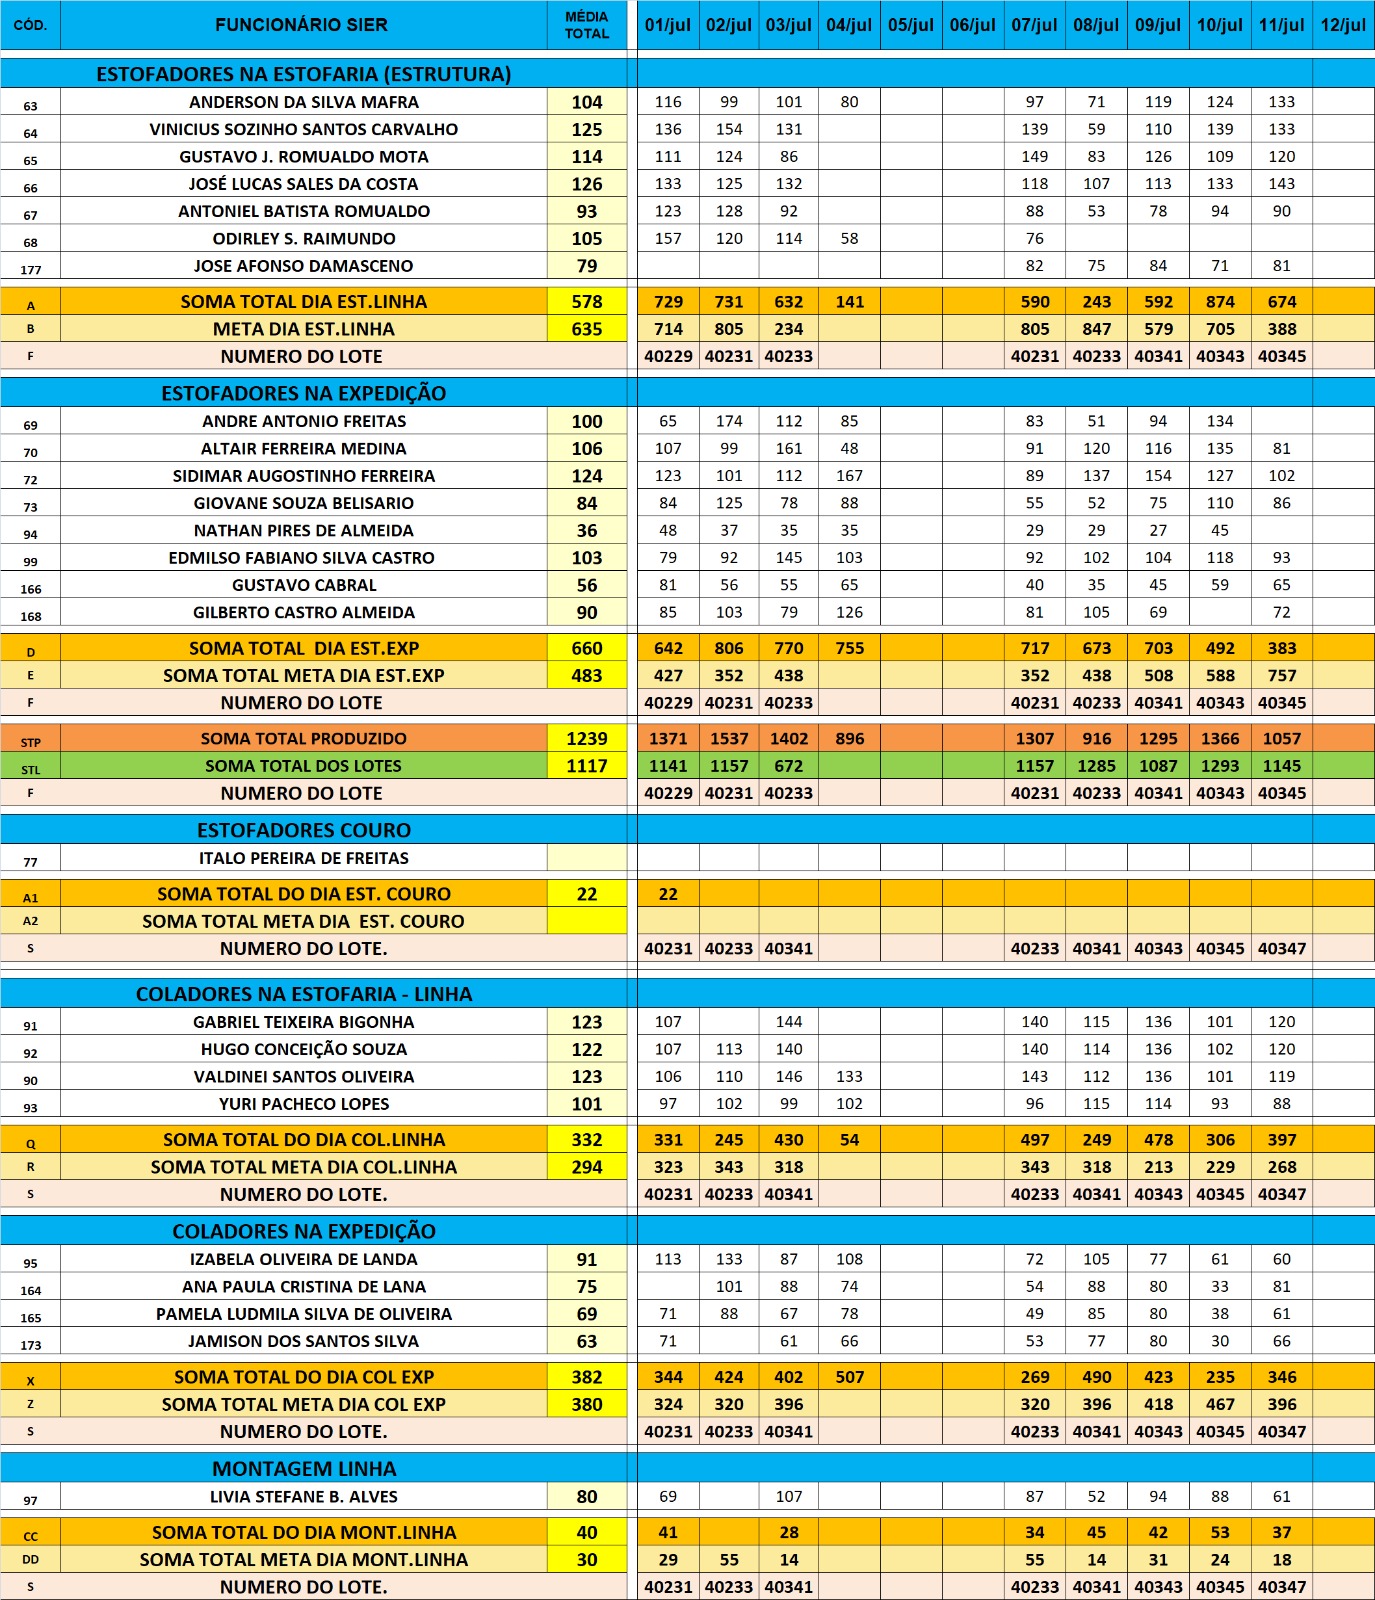 CÓD. FUNCIONÁRIO SIER MÉDIA TOTAL 01/jul 02/jul 03/jul 04/jul 05/jul 06/jul 07/jul 08/jul 09/jul 10/jul 11/jul 12/jul
ESTOFADORES NA ESTOFARIA (ESTRUTURA)
63 ANDERSON DA SILVA MAFRA 104 116 99 101 80 97 71 119 124 133
64 VINICIUS SOZINHO SANTOS CARVALHO 125 136 154 131 139 59 110 139 133
65 GUSTAVO J. ROMUALDO MOTA 114 111 124 86 149 83 126 109 120
66 JOSÉ LUCAS SALES DA COSTA 126 133 125 132 118 107 113 133 143
67 ANTONIEL BATISTA ROMUALDO 93 123 128 92 88 53 78 94 90
68 ODIRLEY S. RAIMUNDO 105 157 120 114 58 76
177 JOSE AFONSO DAMASCENO 79 82 75 84 71 81
A SOMA TOTAL DIA EST.LINHA 578 729 731 632 141 590 243 592 874 674
B META DIA EST.LINHA 635 714 805 234 805 847 579 705 388
F NUMERO DO LOTE 40229 40231 40233 40231 40233 40341 40343 40345
ESTOFADORES NA EXPEDIÇÃO
69 ANDRE ANTONIO FREITAS 100 65 174 112 85 83 51 94 134
70 ALTAIR FERREIRA MEDINA 106 107 99 161 48 91 120 116 135 81
72 SIDIMAR AUGOSTINHO FERREIRA 124 123 101 112 167 89 137 154 127 102
73 GIOVANE SOUZA BELISARIO 84 84 125 78 88 55 52 75 110 86
94 NATHAN PIRES DE ALMEIDA 36 48 37 35 35 29 29 27 45
99 EDMILSO FABIANO SILVA CASTRO 103 79 92 145 103 92 102 104 118 93
166 GUSTAVO CABRAL 56 81 56 55 65 40 35 45 59 65
168 GILBERTO CASTRO ALMEIDA 90 85 103 79 126 81 105 69 72
D SOMA TOTAL DIA EST.EXP 660 642 806 770 755 717 673 703 492 383
E SOMA TOTAL META DIA EST.EXP 483 427 352 438 352 438 508 588 757
F NUMERO DO LOTE 40229 40231 40233 40231 40233 40341 40343 40345
STP SOMA TOTAL PRODUZIDO 1239 1371 1537 1402 896 1307 916 1295 1366 1057
STL SOMA TOTAL DOS LOTES 1117 1141 1157 672 1157 1285 1087 1293 1145
F NUMERO DO LOTE 40229 40231 40233 40231 40233 40341 40343 40345
ESTOFADORES COURO
77 ITALO PEREIRA DE FREITAS
A1 SOMA TOTAL DO DIA EST. COURO 22 22
A2 SOMA TOTAL META DIA EST. COURO
S NUMERO DO LOTE. 40231 40233 40341 40233 40341 40343 40345 40347
COLADORES NA ESTOFARIA - LINHA
91 GABRIEL TEIXEIRA BIGONHA 123 107 144 140 115 136 101 120
92 HUGO CONCEIÇÃO SOUZA 122 107 113 140 140 114 136 102 120
90 VALDINEI SANTOS OLIVEIRA 123 106 110 146 133 143 112 136 101 119
93 YURI PACHECO LOPES 101 97 102 99 102 96 115 114 93 88
Q SOMA TOTAL DO DIA COL.LINHA 332 331 245 430 54 497 249 478 306 397
R SOMA TOTAL META DIA COL.LINHA 294 323 343 318 343 318 213 229 268
S NUMERO DO LOTE. 40231 40233 40341 40233 40341 40343 40345 40347
COLADORES NA EXPEDIÇÃO
95 IZABELA OLIVEIRA DE LANDA 91 113 133 87 108 72 105 77 61 60
164 ANA PAULA CRISTINA DE LANA 75 101 88 74 54 88 80 33 81
165 PAMELA LUDMILA SILVA DE OLIVEIRA 69 71 88 67 78 49 85 80 38 61
173 JAMISON DOS SANTOS SILVA 63 71 61 66 53 77 80 30 66
X SOMA TOTAL DO DIA COL EXP 382 344 424 402 507 269 490 423 235 346
Z SOMA TOTAL META DIA COL EXP 380 324 320 396 320 396 418 467 396
S NUMERO DO LOTE. 40231 40233 40341 40233 40341 40343 40345 40347
MONTAGEM LINHA
97 LIVIA STEFANE B. ALVES 80 69 107 87 52 94 88 61
CC SOMA TOTAL DO DIA MONT.LINHA 40 41 28 34 45 42 53 37
DD SOMA TOTAL META DIA MONT.LINHA 30 29 55 14 55 14 31 24 18
S NUMERO DO LOTE. 40231 40233 40341 40233 40341 40343 40345 40347